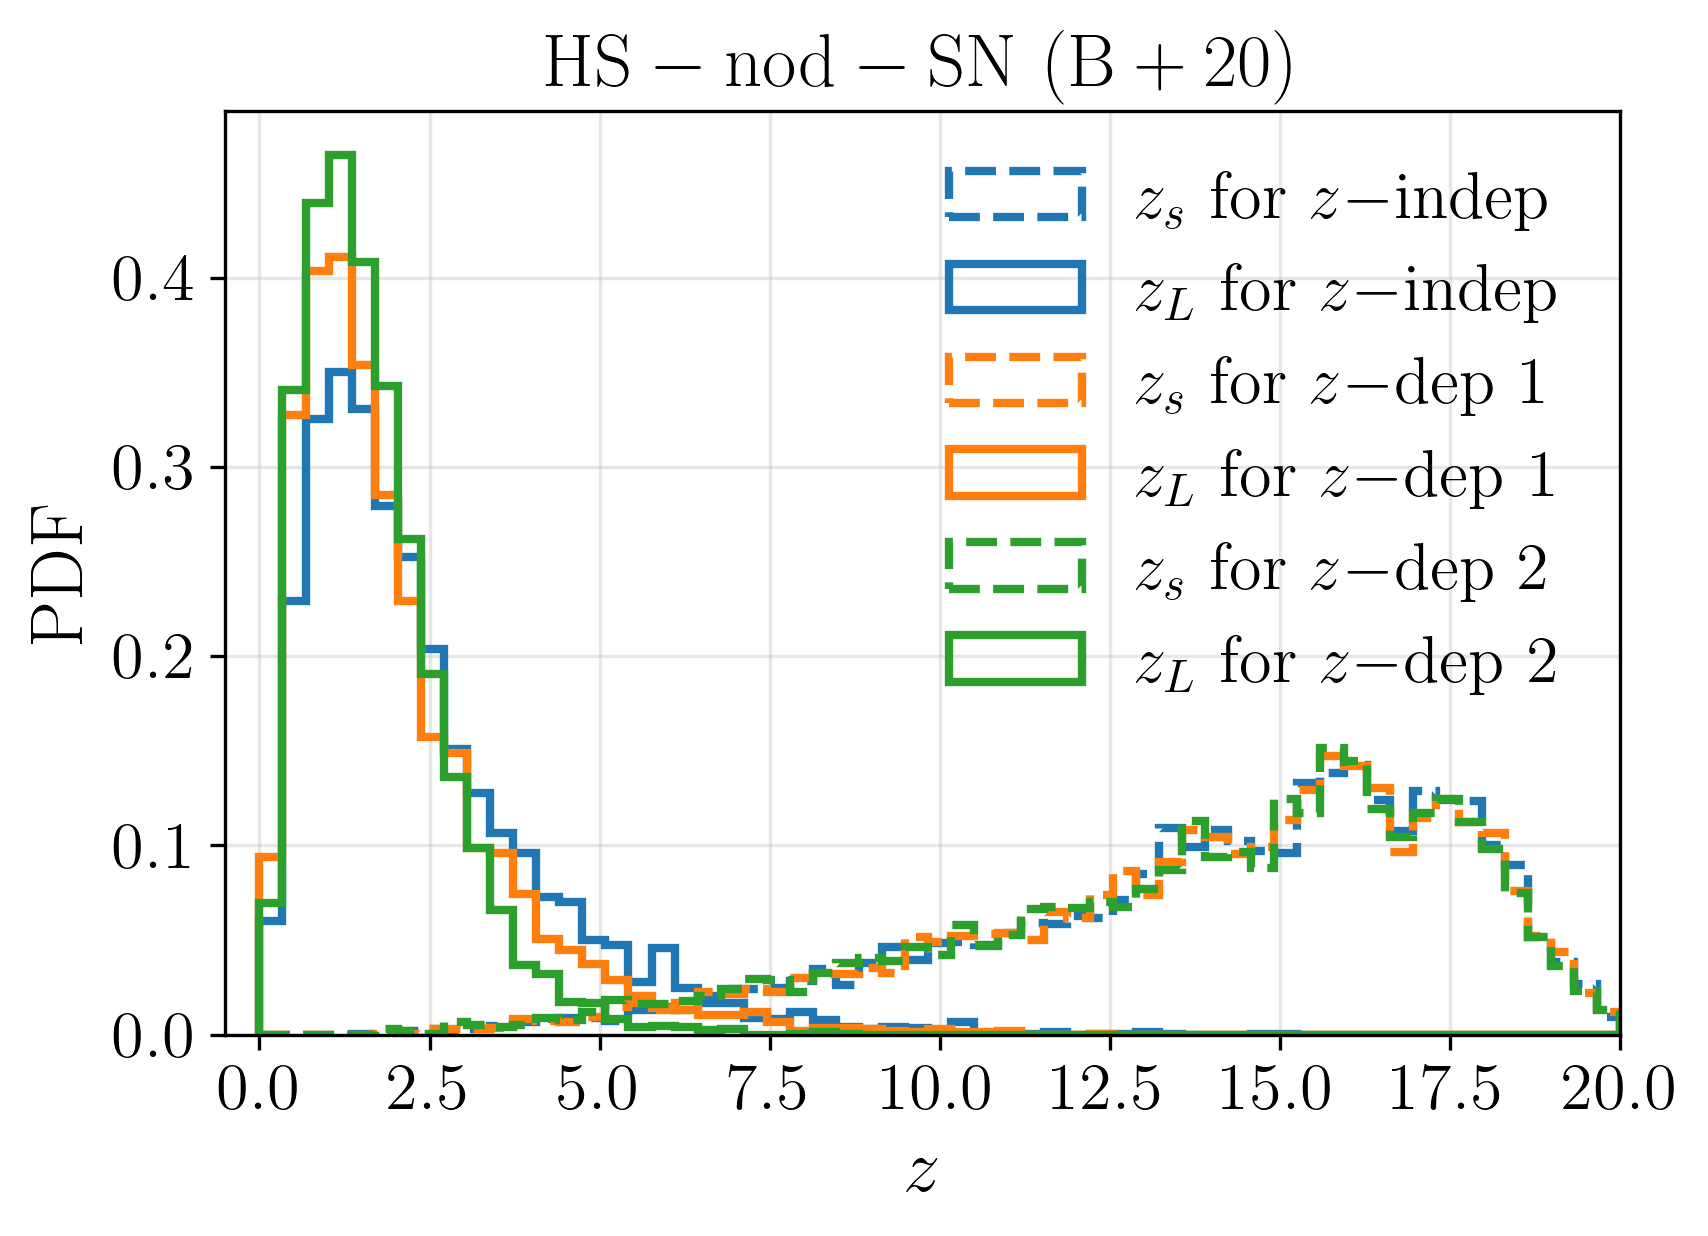 HS − nod − SN (B + 20)
z_s for z−indep
z_L for z−indep
z_s for z−dep 1
z_L for z−dep 1
z_s for z−dep 2
z_L for z−dep 2
PDF
0.4
0.3
0.2
0.1
0.0
0.0 2.5 5.0 7.5 10.0 12.5 15.0 17.5 20.0
z